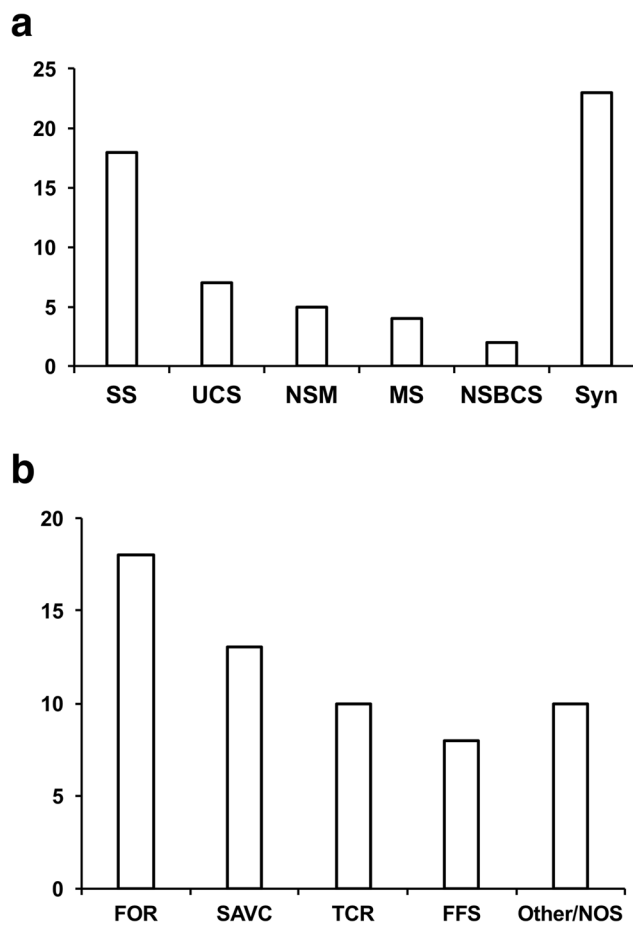 a
25
20
15
10
5
0
SS UCS NSM MS NSBCS Syn
b
20
15
10
5
0
FOR SAVC TCR FFS Other/NOS